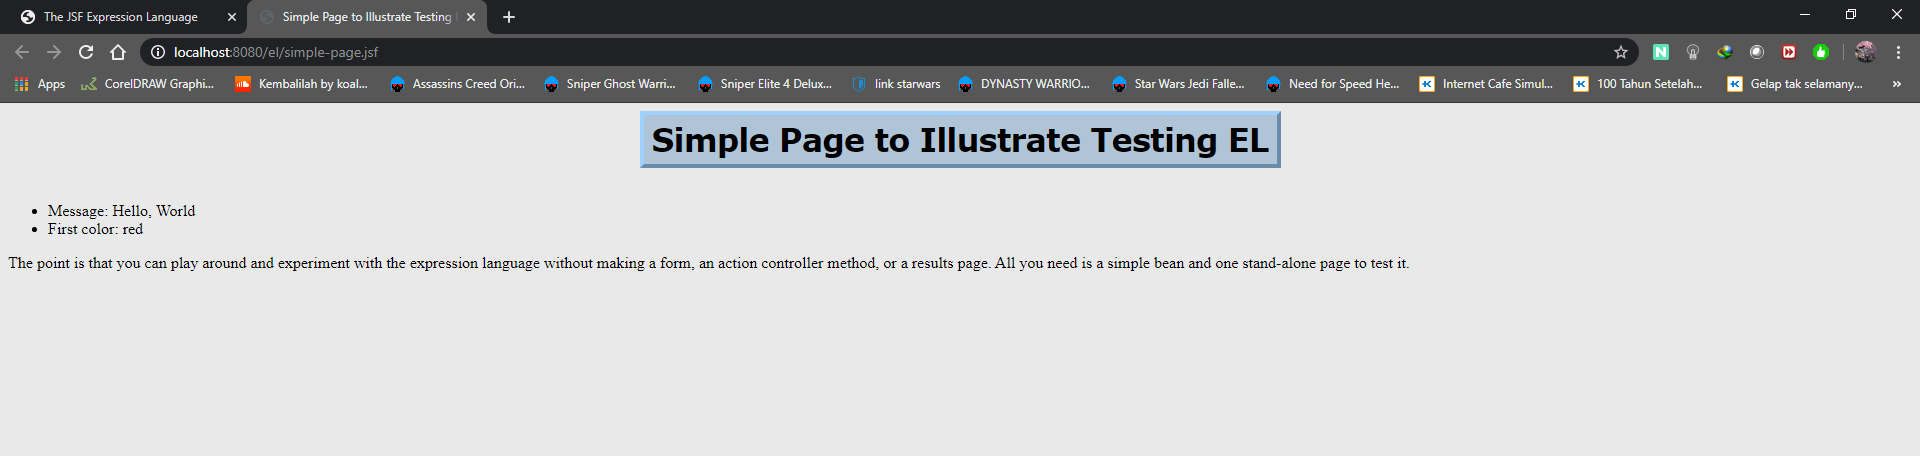 The JSF Expression Language
Simple Page to Illustrate Testing
localhost:8080/el/simple-page.jsf
Apps CorelDRAW Graphi... Kembalilah by koal... Assassins Creed Ori... Sniper Ghost Warri... Sniper Elite 4 Delux... link starwars DYNASTY WARRIO... Star Wars Jedi Falle... Need for Speed He... Internet Cafe Simul... 100 Tahun Setelah... Gelap tak selamany... »
Simple Page to Illustrate Testing EL
• Message: Hello, World
• First color: red
The point is that you can play around and experiment with the expression language without making a form, an action controller method, or a results page. All you need is a simple bean and one stand-alone page to test it.